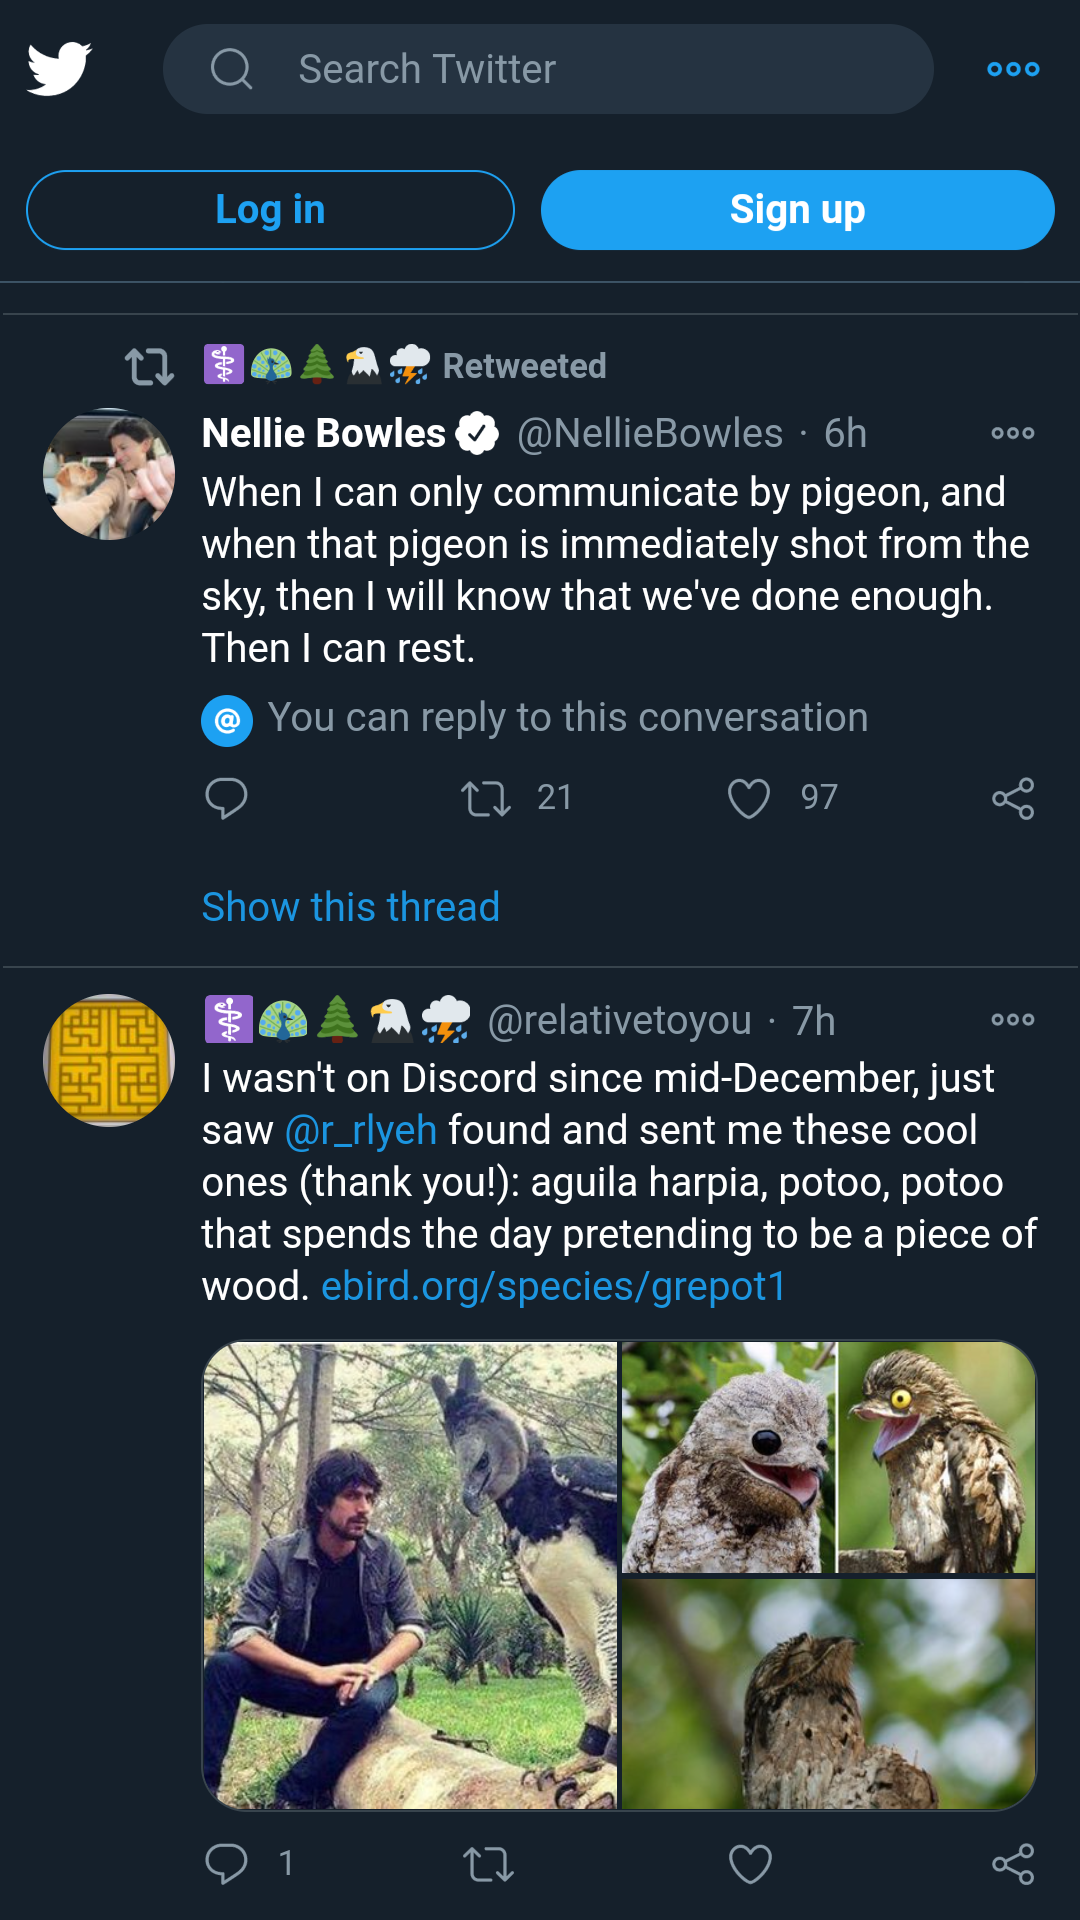 Search Twitter
Log in
Sign up
⚕️🦚🌲🦅⛈️ Retweeted
Nellie Bowles @NellieBowles · 6h
When I can only communicate by pigeon, and
when that pigeon is immediately shot from the
sky, then I will know that we've done enough.
Then I can rest.
@ You can reply to this conversation
21
97
Show this thread
⚕️🦚🌲🦅⛈️ @relativetoyou · 7h
I wasn't on Discord since mid-December, just
saw @r_rlyeh found and sent me these cool
ones (thank you!): aguila harpia, potoo, potoo
that spends the day pretending to be a piece of
wood. ebird.org/species/grepot1
1